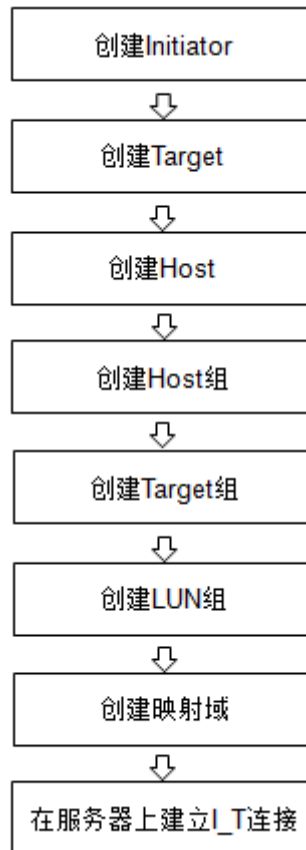 创建Initiator
创建Target
创建Host
创建Host组
创建Target组
创建LUN组
创建映射域
在服务器上建立I_T连接